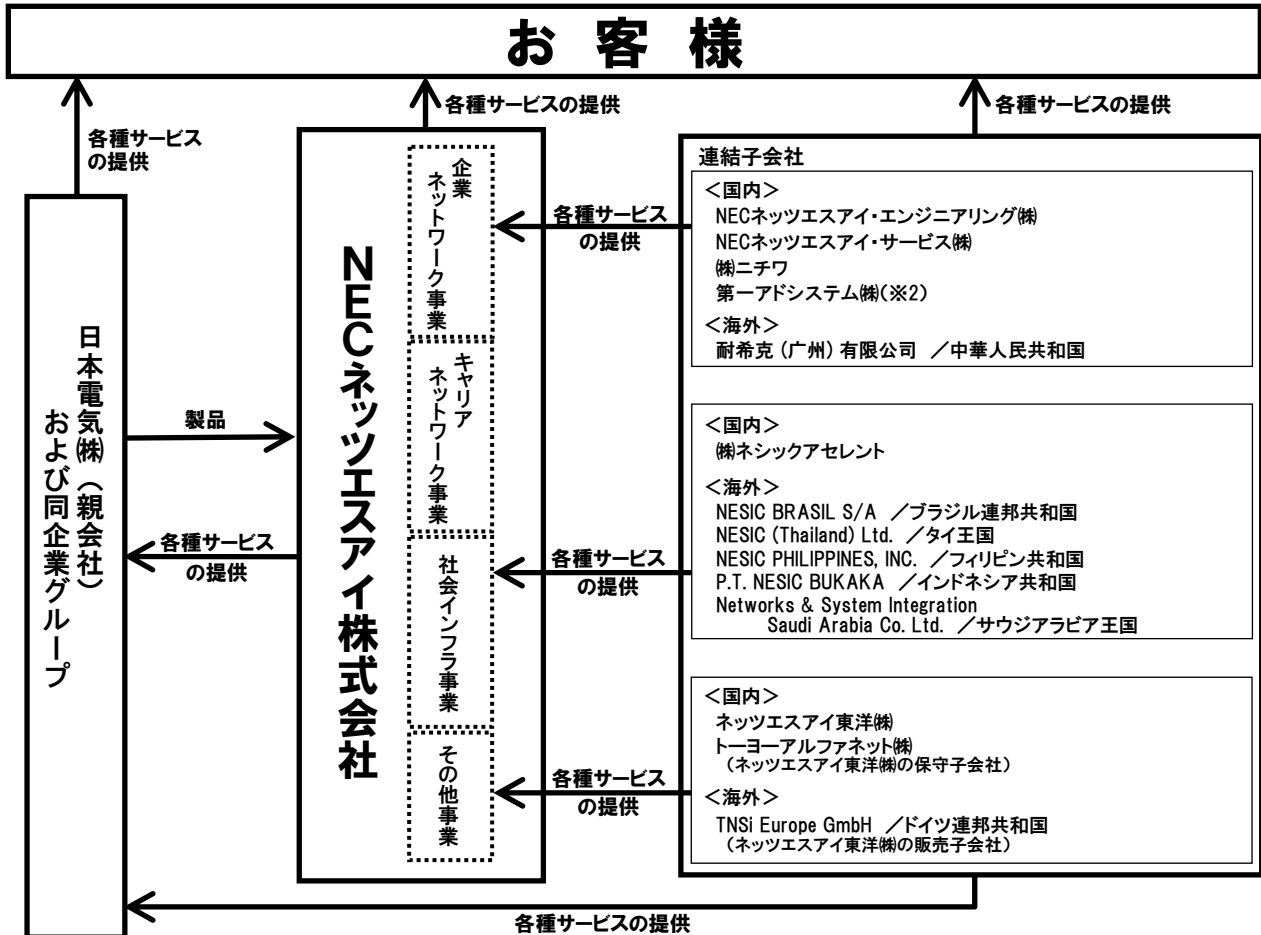 お客様
各種サービス
の提供
各種サービスの提供
各種サービスの提供
日本電気㈱（親会社）
および同企業グループ
製品
各種サービス
の提供
NECネッツエスアイ株式会社
企業
ネットワーク事業
キャリア
ネットワーク事業
社会インフラ事業
その他事業
各種サービス
の提供
各種サービス
の提供
各種サービス
の提供
連結子会社
＜国内＞
NECネッツエスアイ・エンジニアリング㈱
NECネッツエスアイ・サービス㈱
㈱ニチワ
第一アドシステム㈱(※2)
＜海外＞
耐希克（广州）有限公司 ／中華人民共和国
＜国内＞
㈱ネシックアセレント
＜海外＞
NESIC BRASIL S/A ／ブラジル連邦共和国
NESIC (Thailand) Ltd. ／タイ王国
NESIC PHILIPPINES, INC. ／フィリピン共和国
P.T. NESIC BUKAKA ／インドネシア共和国
Networks & System Integration
Saudi Arabia Co. Ltd. ／サウジアラビア王国
＜国内＞
ネッツエスアイ東洋㈱
トーヨーアルファネット㈱
（ネッツエスアイ東洋㈱の保守子会社）
＜海外＞
TNSi Europe GmbH ／ドイツ連邦共和国
（ネッツエスアイ東洋㈱の販売子会社）
各種サービスの提供